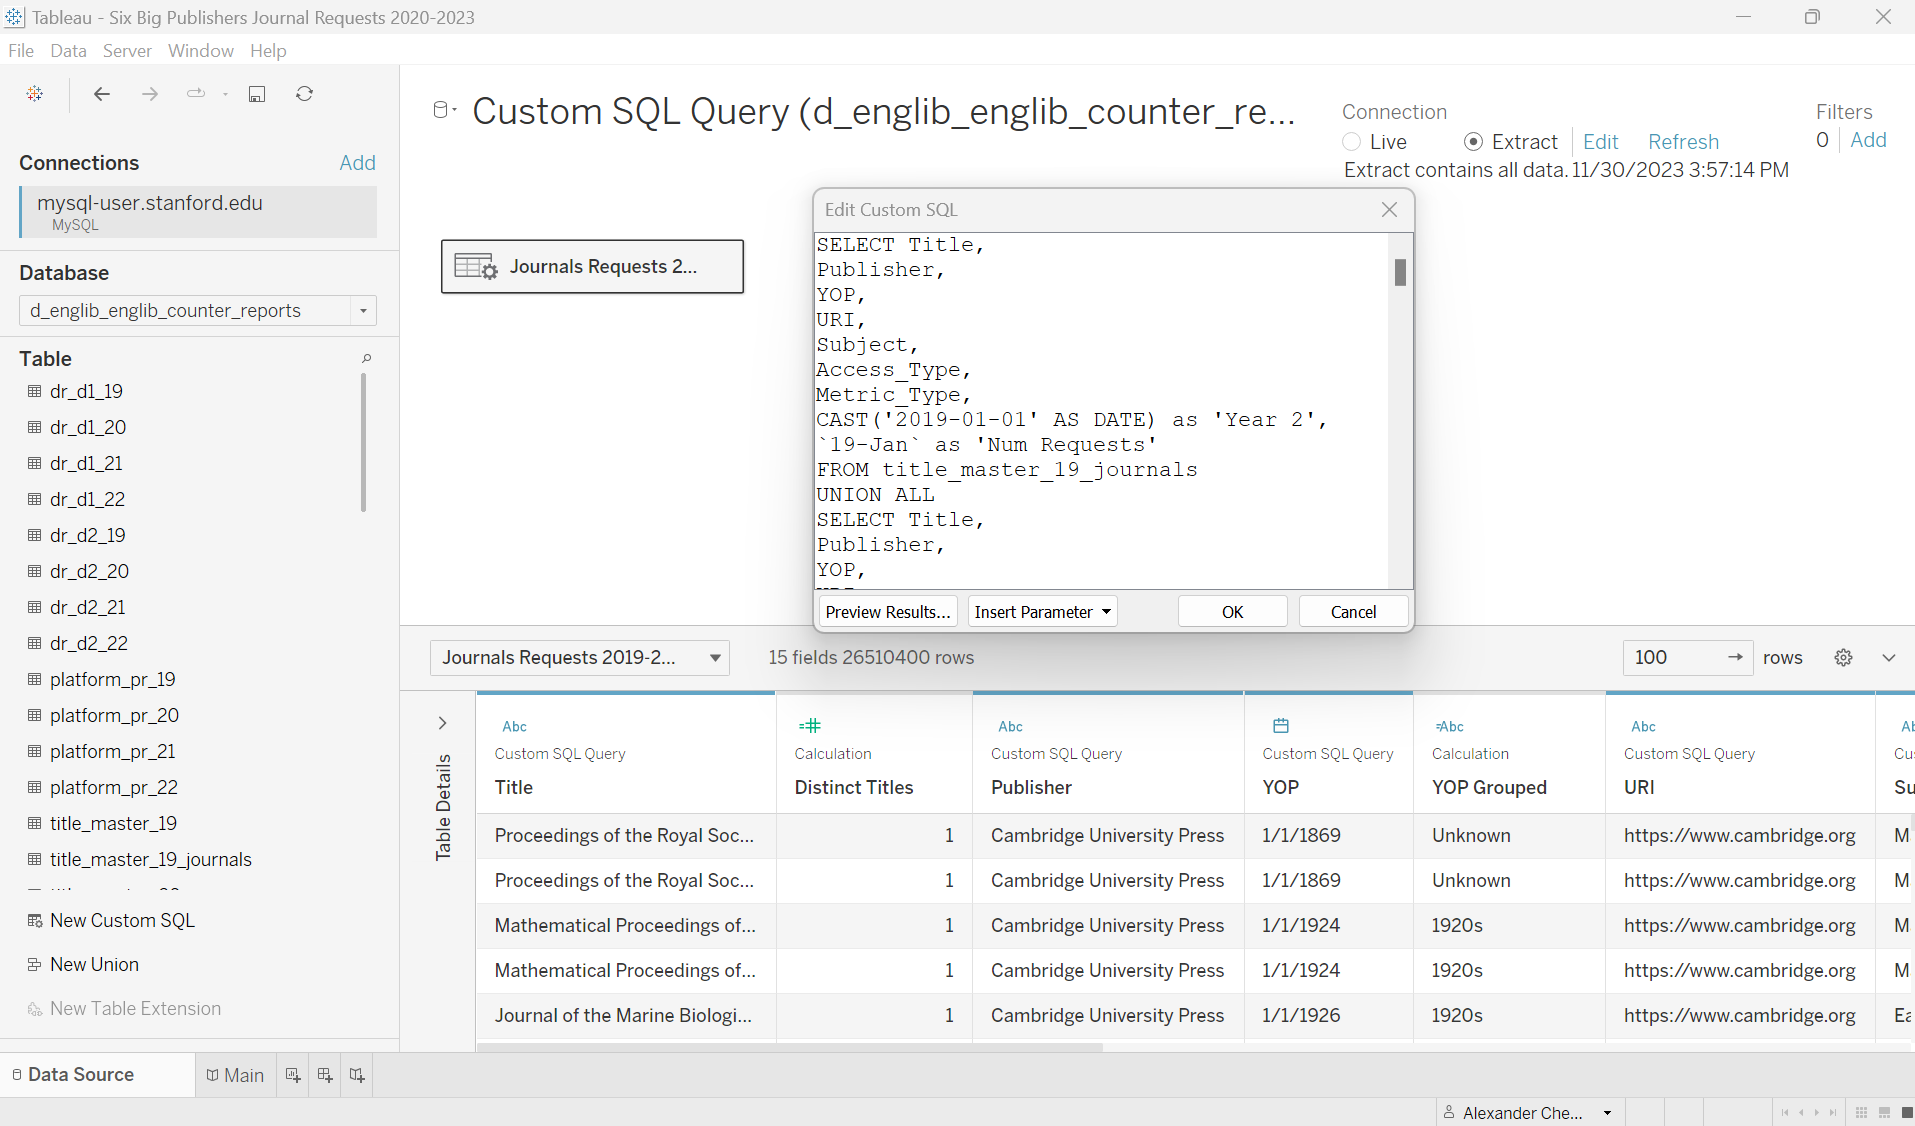 Tableau - Six Big Publishers Journal Requests 2020-2023
File Data Server Window Help
Connections Add
mysql-user.stanford.edu
MySQL
Database
d_englib_englib_counter_reports
Table
dr_d1_19
dr_d1_20
dr_d1_21
dr_d1_22
dr_d2_19
dr_d2_20
dr_d2_21
dr_d2_22
platform_pr_19
platform_pr_20
platform_pr_21
platform_pr_22
title_master_19
title_master_19_journals
New Custom SQL
New Union
New Table Extension
Custom SQL Query (d_englib_englib_counter_re...
Connection
Live Extract Edit Refresh
Extract contains all data. 11/30/2023 3:57:14 PM
Filters
0 Add
Journals Requests 2...
Edit Custom SQL
SELECT Title,
Publisher,
YOP,
URI,
Subject,
Access_Type,
Metric_Type,
CAST('2019-01-01' AS DATE) as 'Year 2',
`19-Jan` as 'Num Requests'
FROM title_master_19_journals
UNION ALL
SELECT Title,
Publisher,
YOP,
Preview Results... Insert Parameter OK Cancel
Journals Requests 2019-2... 15 fields 26510400 rows 100 rows
Table Details
Abc Abc =Abc Abc
Custom SQL Query Calculation Custom SQL Query Custom SQL Query Calculation Custom SQL Query
Title Distinct Titles Publisher YOP YOP Grouped URI Su
Proceedings of the Royal Soc... 1 Cambridge University Press 1/1/1869 Unknown https://www.cambridge.org M
Proceedings of the Royal Soc... 1 Cambridge University Press 1/1/1869 Unknown https://www.cambridge.org M
Mathematical Proceedings of... 1 Cambridge University Press 1/1/1924 1920s https://www.cambridge.org M
Mathematical Proceedings of... 1 Cambridge University Press 1/1/1924 1920s https://www.cambridge.org M
Journal of the Marine Biologi... 1 Cambridge University Press 1/1/1926 1920s https://www.cambridge.org Ea
Data Source Main
Alexander Che...